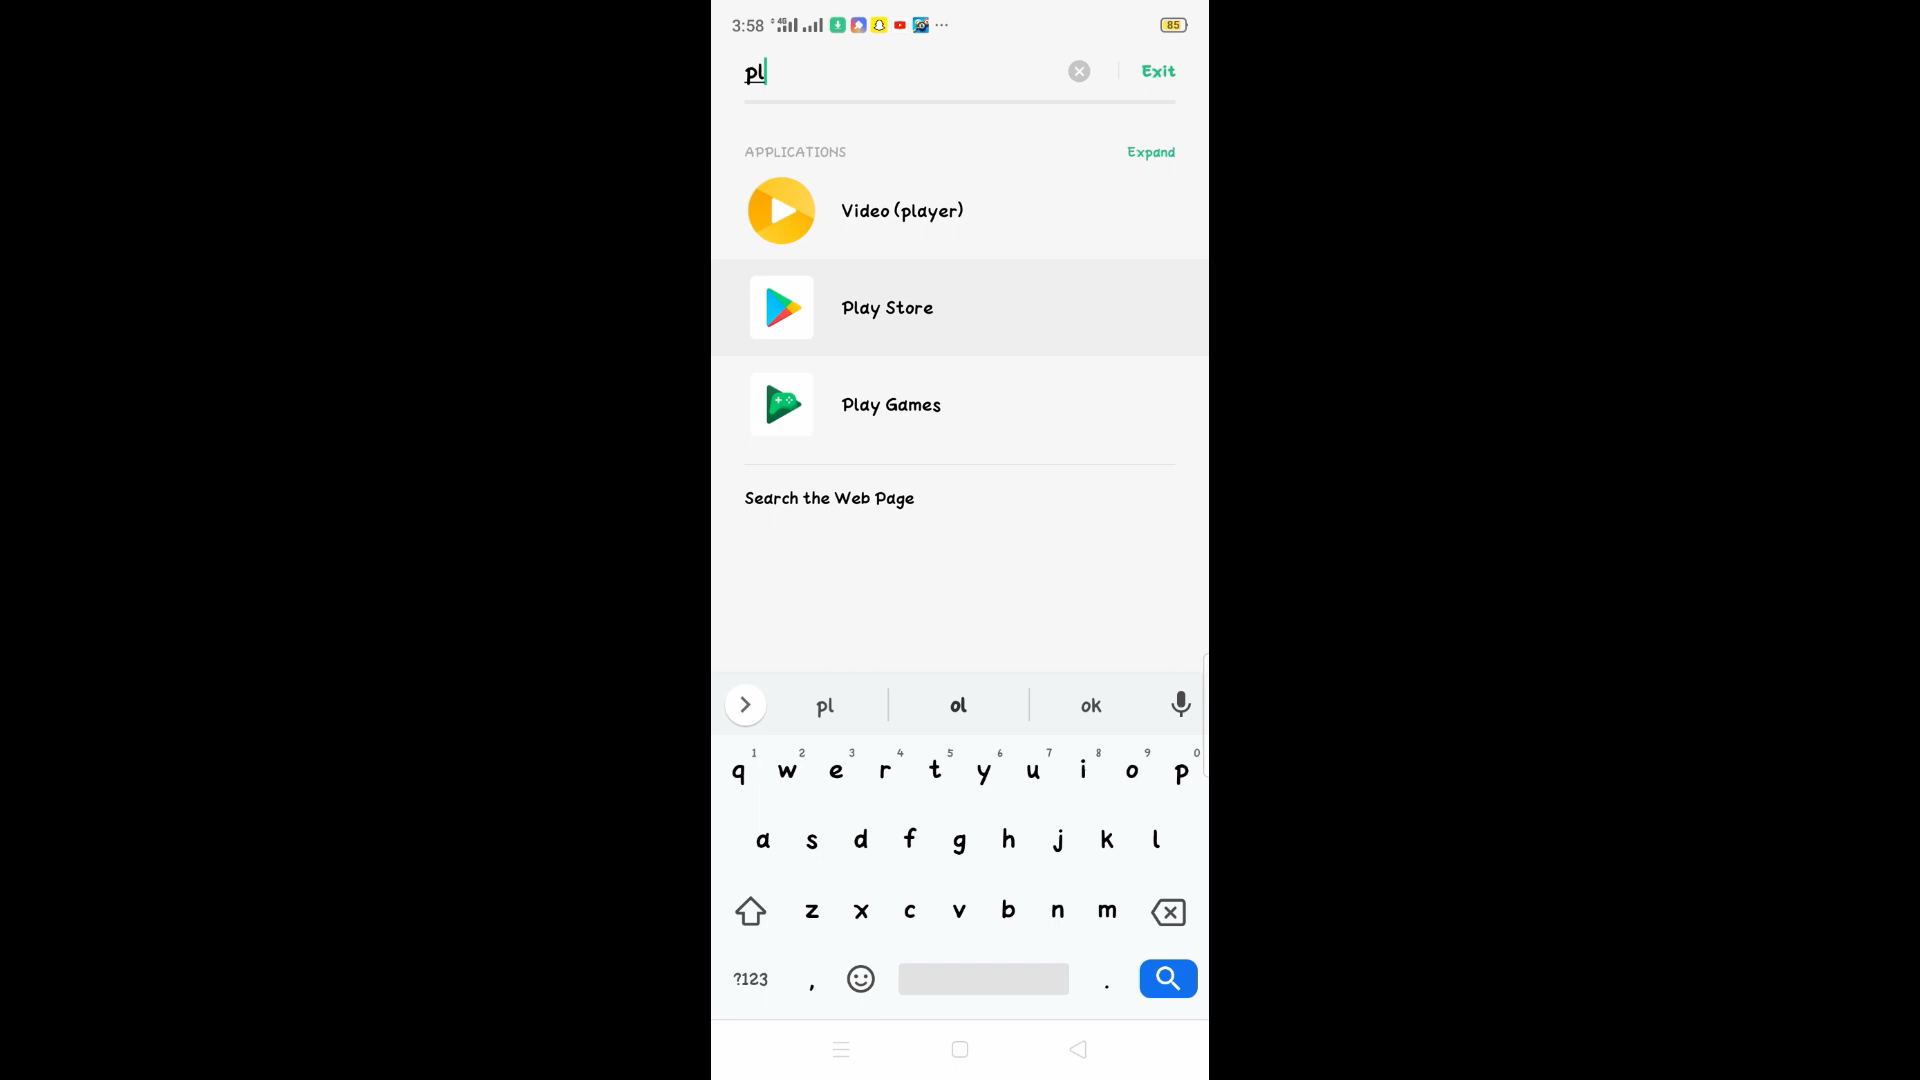 3:58 4G 85
pl Exit
APPLICATIONS Expand
Video (player)
Play Store
Play Games
Search the Web Page
pl ol ok
1 2 3 4 5 6 7 8 9 0
q w e r t y u i o p
a s d f g h j k l
z x c v b n m
?123 , .